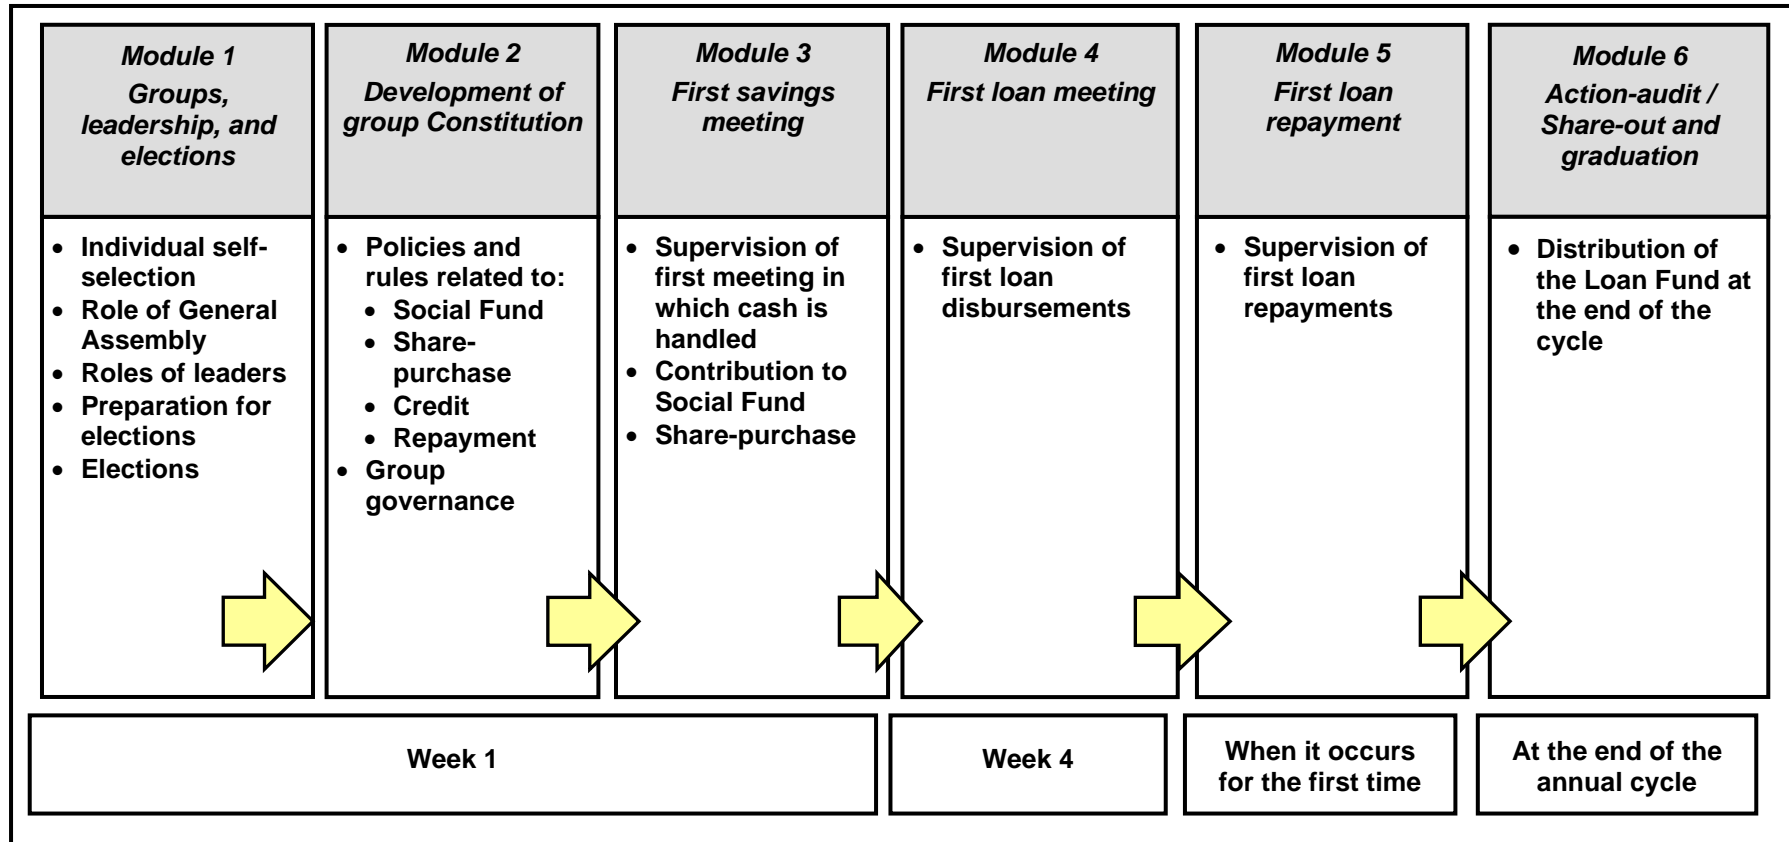 Module 1
Groups,
leadership, and
elections
• Individual self-
selection
• Role of General
Assembly
• Roles of leaders
• Preparation for
elections
• Elections
Module 2
Development of
group Constitution
• Policies and
rules related to:
• Social Fund
• Share-
purchase
• Credit
• Repayment
• Group
governance
Module 3
First savings
meeting
• Supervision of
first meeting in
which cash is
handled
• Contribution to
Social Fund
• Share-purchase
Module 4
First loan meeting
• Supervision of
first loan
disbursements
Module 5
First loan
repayment
• Supervision of
first loan
repayments
Module 6
Action-audit /
Share-out and
graduation
• Distribution of
the Loan Fund at
the end of the
cycle
Week 1
Week 4
When it occurs
for the first time
At the end of the
annual cycle